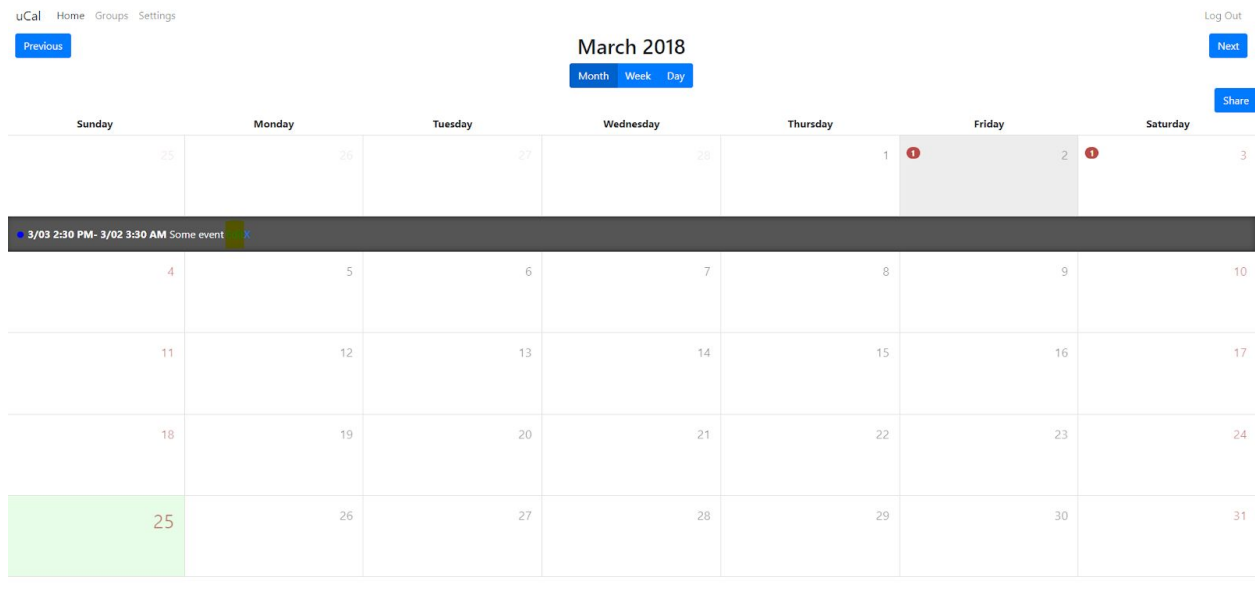 uCal Home Groups Settings Log Out
Previous March 2018 Next
Month Week Day
Share
Sunday Monday Tuesday Wednesday Thursday Friday Saturday
25 26 27 28 1 1 2 1 3
3/03 2:30 PM- 3/02 3:30 AM Some event X
4 5 6 7 8 9 10
11 12 13 14 15 16 17
18 19 20 21 22 23 24
25 26 27 28 29 30 31